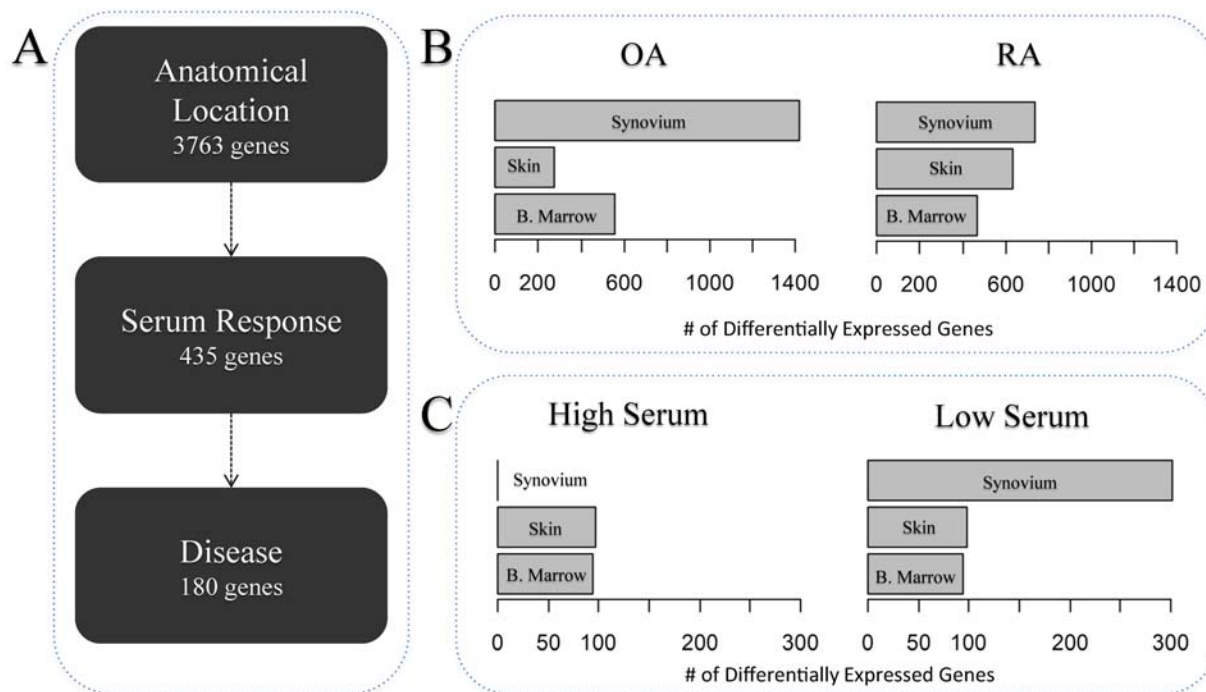 A
Anatomical
Location
3763 genes
Serum Response
435 genes
Disease
180 genes
B
OA
Synovium
Skin
B. Marrow
0 200 600 1000 1400
RA
Synovium
Skin
B. Marrow
0 200 600 1000 1400
# of Differentially Expressed Genes
C
High Serum
Synovium
Skin
B. Marrow
0 50 100 200 300
Low Serum
Synovium
Skin
B. Marrow
0 50 100 200 300
# of Differentially Expressed Genes